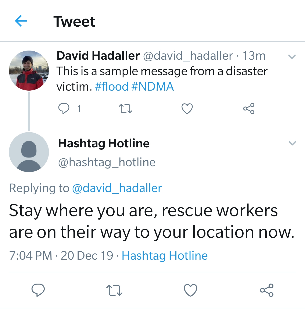 Tweet
David Hadaller @david_hadaller · 13m
This is a sample message from a disaster
victim. #flood #NDMA
1
Hashtag Hotline
@hashtag_hotline
Replying to @david_hadaller
Stay where you are, rescue workers
are on their way to your location now.
7:04 PM · 20 Dec 19 · Hashtag Hotline